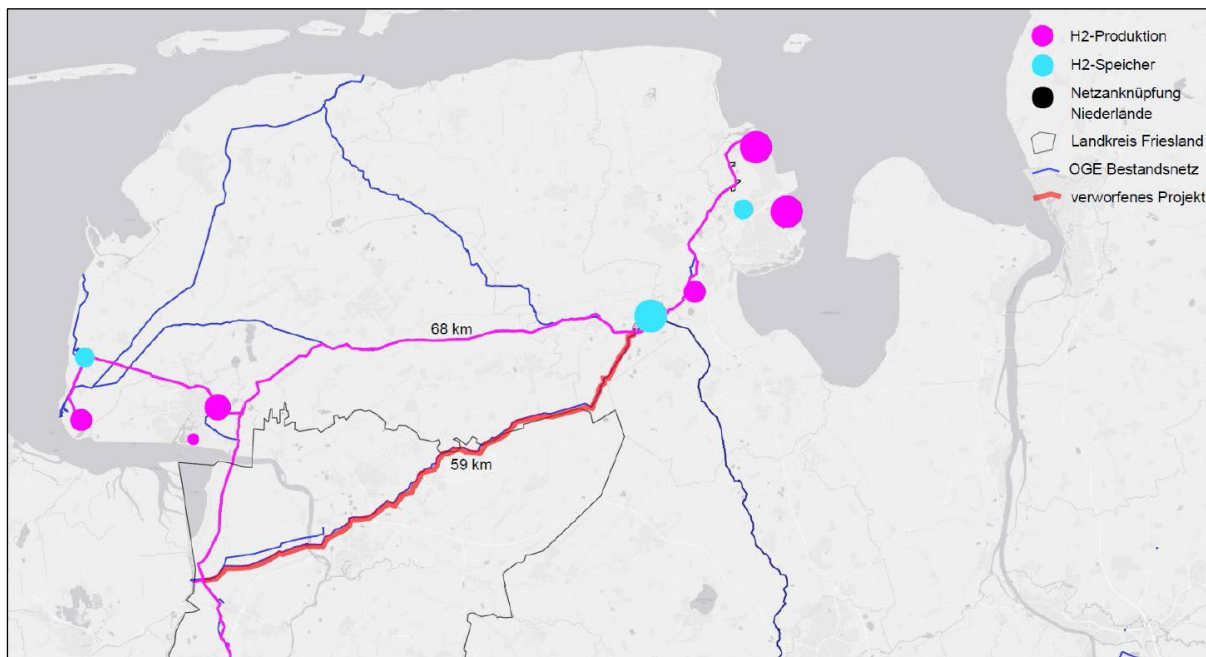 H2-Produktion
H2-Speicher
Netzanknüpfung
Niederlande
Landkreis Friesland
OGE Bestandsnetz
verworfenes Projekt
68 km
59 km